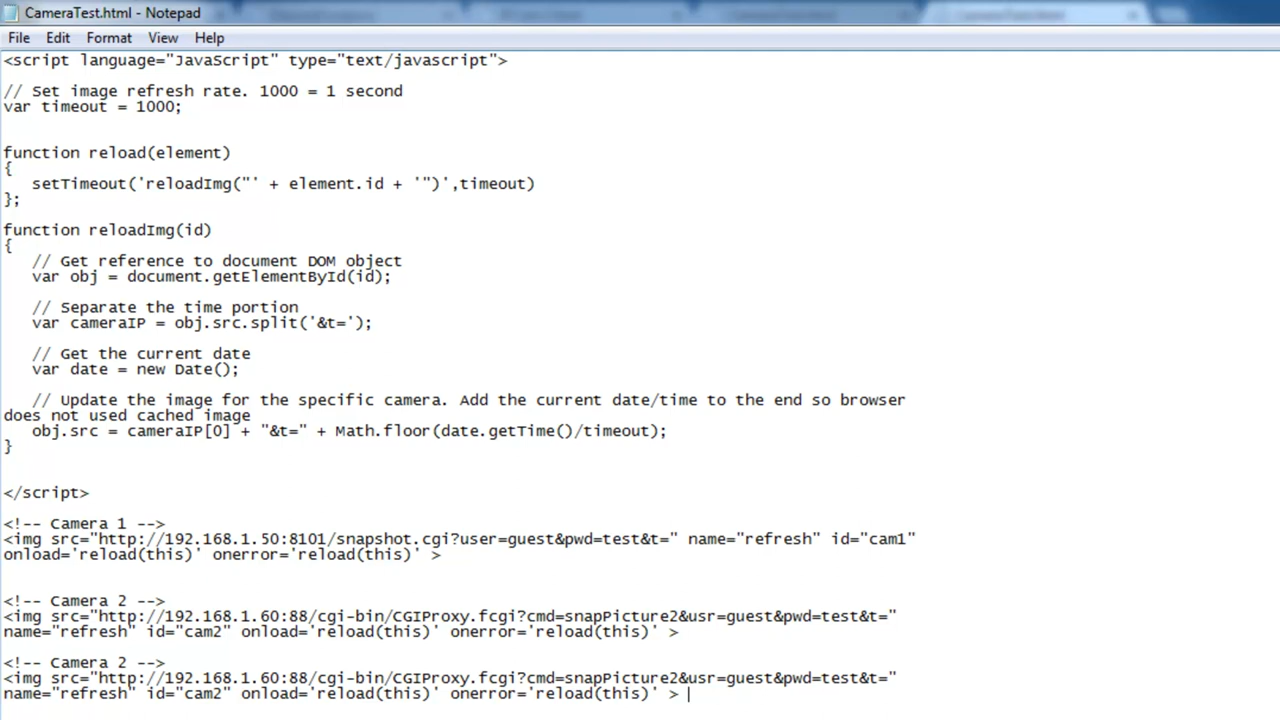 CameraTest.html - Notepad
File Edit Format View Help
<script language="JavaScript" type="text/javascript">
// Set image refresh rate. 1000 = 1 second
var timeout = 1000;
function reload(element)
{
setTimeout('reloadImg("' + element.id + '")',timeout)
};
function reloadImg(id)
{
// Get reference to document DOM object
var obj = document.getElementById(id);
// Separate the time portion
var cameraIP = obj.src.split('&t=');
// Get the current date
var date = new Date();
// Update the image for the specific camera. Add the current date/time to the end so browser
does not used cached image
obj.src = cameraIP[0] + "&t=" + Math.floor(date.getTime()/timeout);
}
</script>
<!-- Camera 1 -->
<img src="http://192.168.1.50:8101/snapshot.cgi?user=guest&pwd=test&t=" name="refresh" id="cam1"
onload='reload(this)' onerror='reload(this)' >
<!-- Camera 2 -->
<img src="http://192.168.1.60:88/cgi-bin/CGIProxy.fcgi?cmd=snapPicture2&usr=guest&pwd=test&t="
name="refresh" id="cam2" onload='reload(this)' onerror='reload(this)' >
<!-- Camera 2 -->
<img src="http://192.168.1.60:88/cgi-bin/CGIProxy.fcgi?cmd=snapPicture2&usr=guest&pwd=test&t="
name="refresh" id="cam2" onload='reload(this)' onerror='reload(this)' >